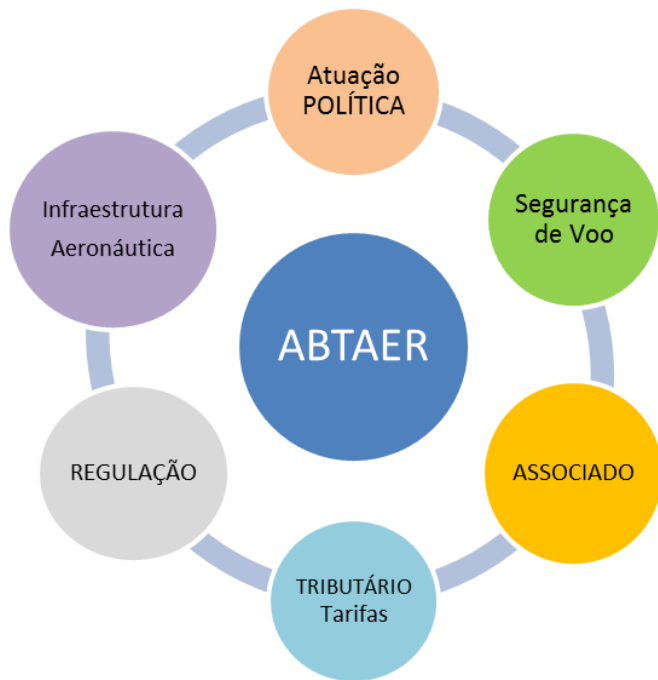 Atuação
POLÍTICA
Segurança
de Voo
ASSOCIADO
TRIBUTÁRIO
Tarifas
REGULAÇÃO
Infraestrutura
Aeronáutica
ABTAER